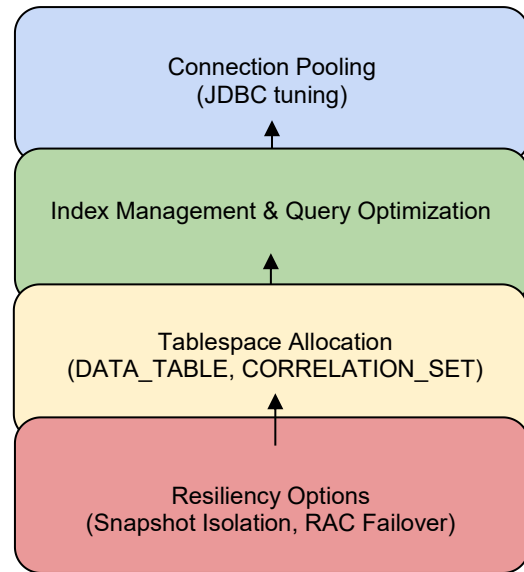 Connection Pooling
(JDBC tuning)
Index Management & Query Optimization
Tablespace Allocation
(DATA_TABLE, CORRELATION_SET)
Resiliency Options
(Snapshot Isolation, RAC Failover)